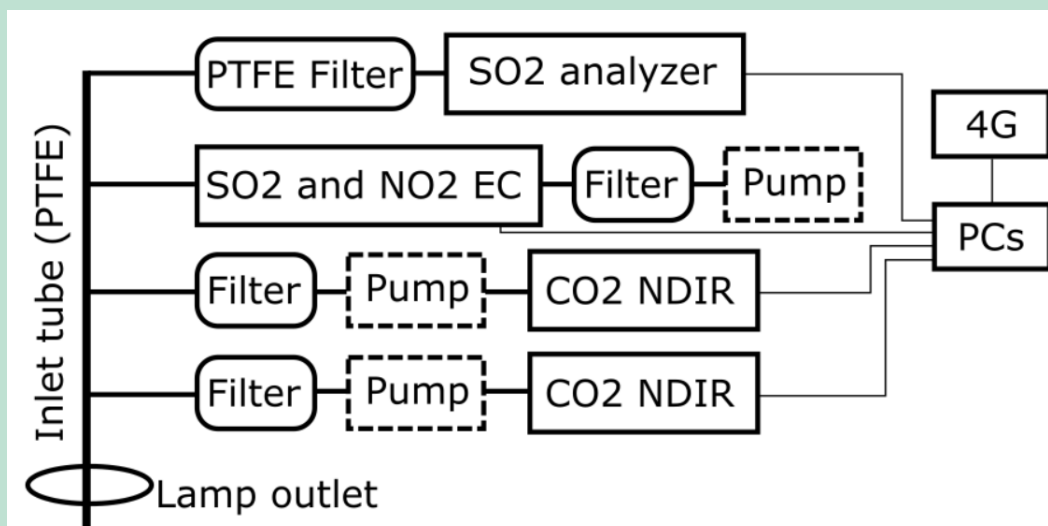 PTFE Filter
SO2 analyzer
4G
SO2 and NO2 EC
Filter
Pump
PCs
Filter
Pump
CO2 NDIR
Filter
Pump
CO2 NDIR
Inlet tube (PTFE)
Lamp outlet